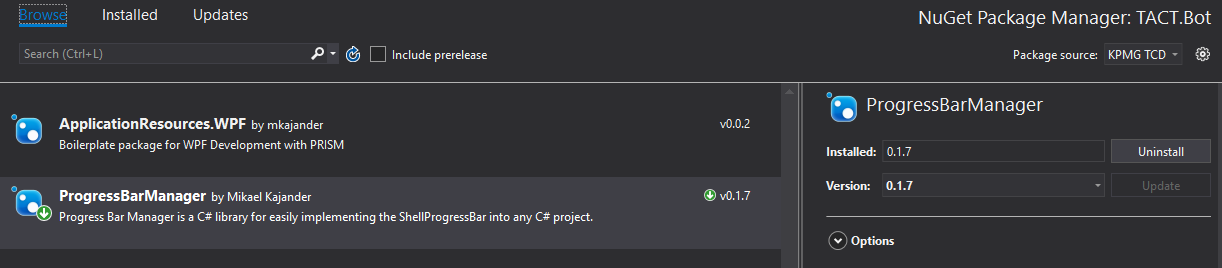 Browse Installed Updates
NuGet Package Manager: TACT.Bot
Search (Ctrl+L) Include prerelease
Package source: KPMG TCD
ApplicationResources.WPF by mkajander v0.0.2
Boilerplate package for WPF Development with PRISM
ProgressBarManager by Mikael Kajander v0.1.7
Progress Bar Manager is a C# library for easily implementing the ShellProgressBar into any C# project.
ProgressBarManager
Installed: 0.1.7 Uninstall
Version: 0.1.7 Update
Options